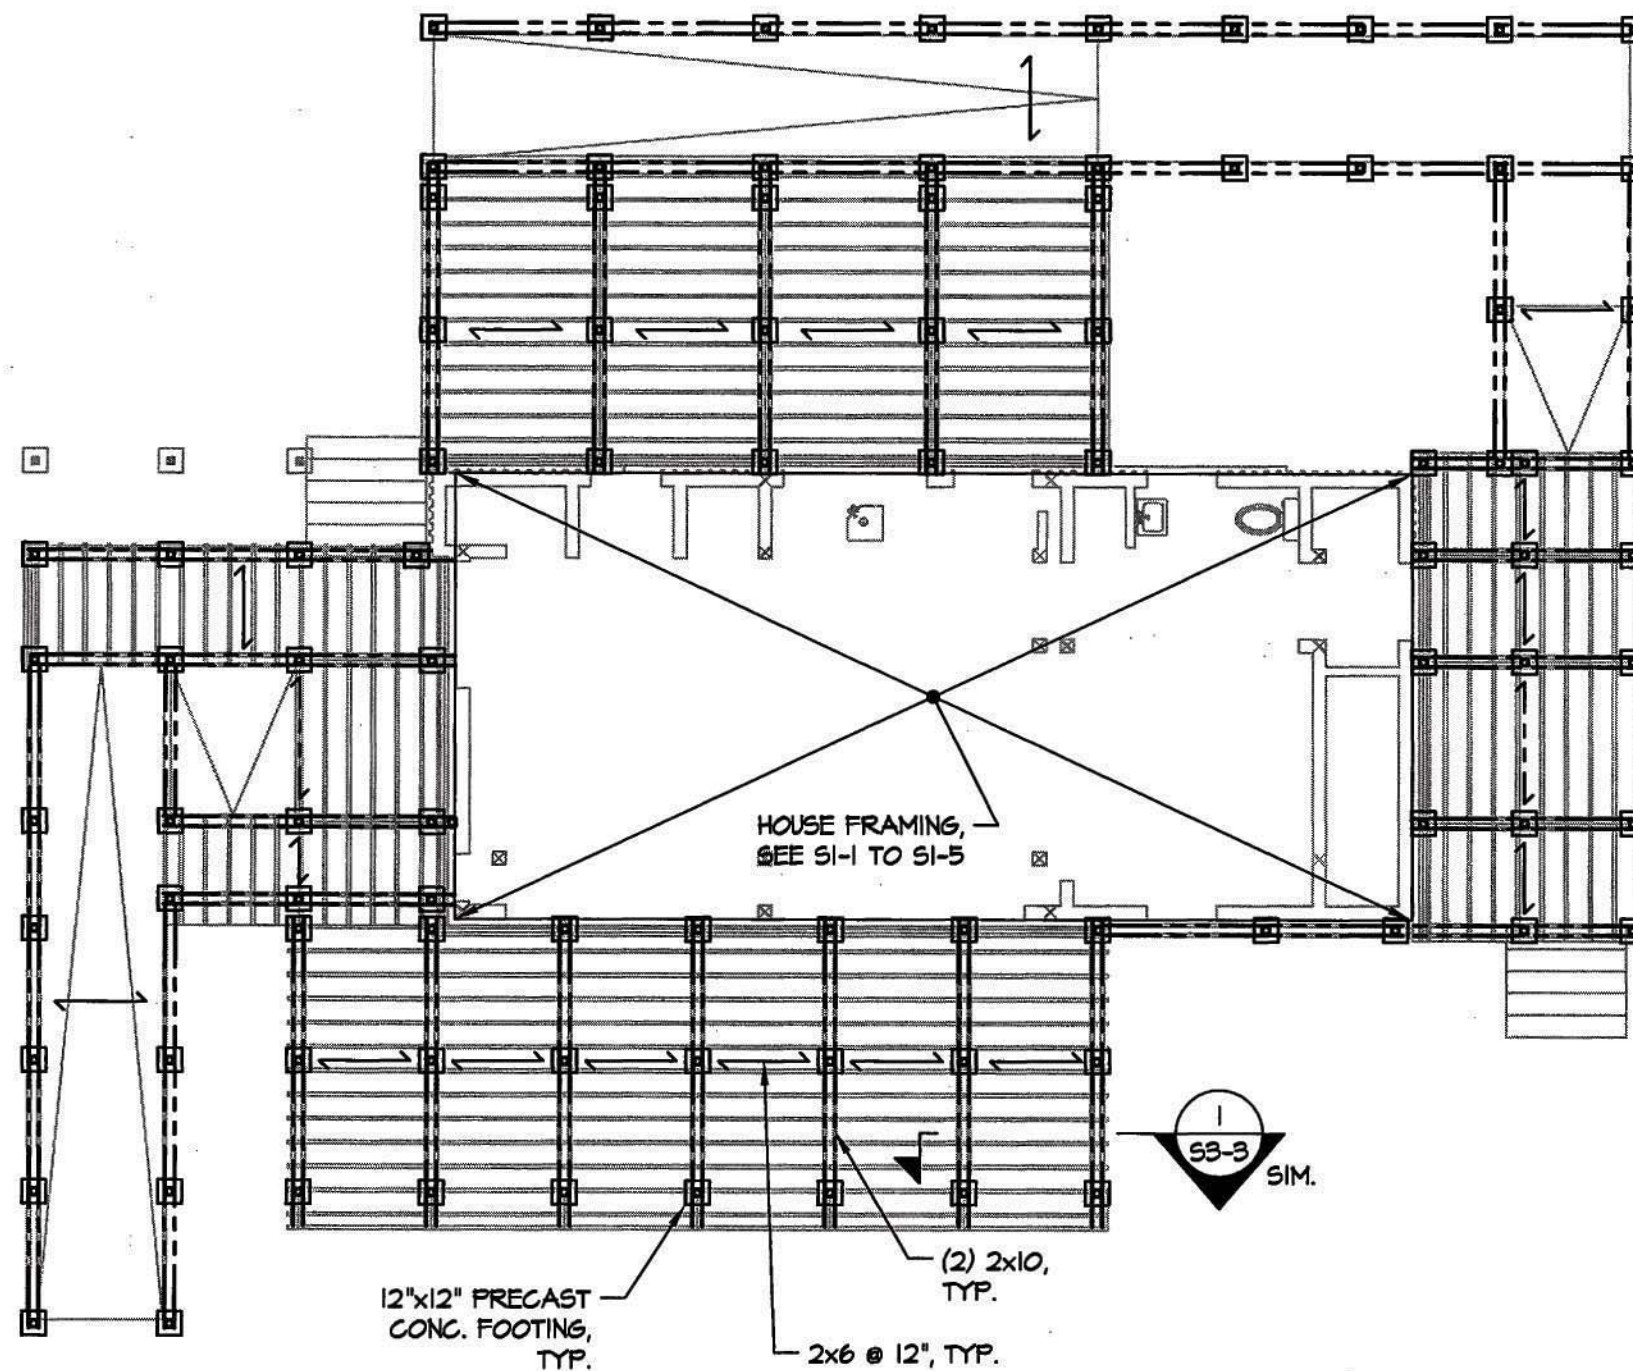 HOUSE FRAMING,
SEE S1-1 TO S1-5
1
S3-3
SIM.
(2) 2x10,
TYP.
12"x12" PRECAST
CONC. FOOTING,
TYP.
2x6 @ 12", TYP.